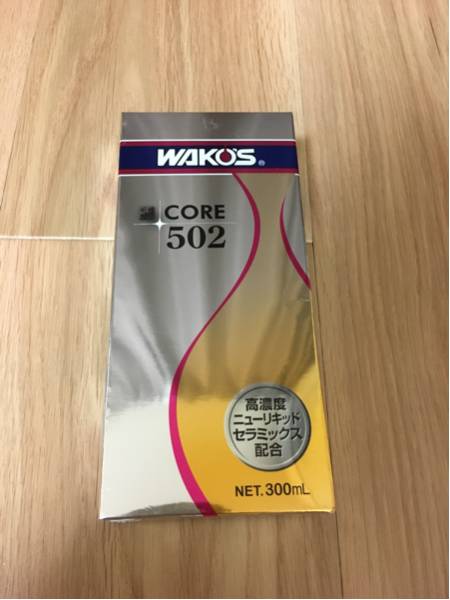 WAKO'S®
CORE
502
高濃度
ニューリキッド
セラミックス
配合
NET.300mL